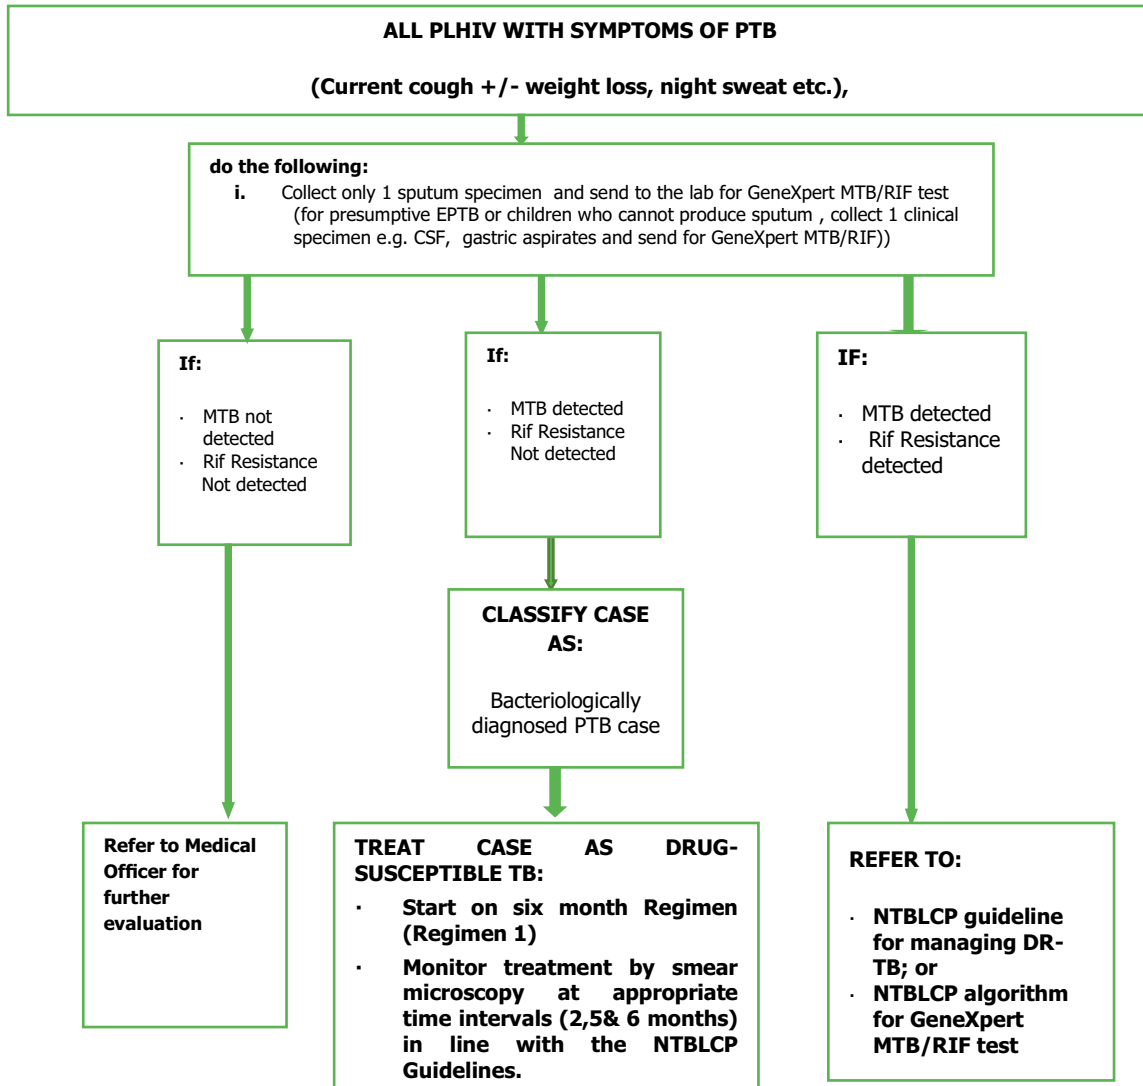 ALL PLHIV WITH SYMPTOMS OF PTB
(Current cough +/- weight loss, night sweat etc.),
do the following:
i. Collect only 1 sputum specimen and send to the lab for GeneXpert MTB/RIF test
(for presumptive EPTB or children who cannot produce sputum , collect 1 clinical
specimen e.g. CSF, gastric aspirates and send for GeneXpert MTB/RIF))
If:
· MTB not
detected
· Rif Resistance
Not detected
If:
· MTB detected
· Rif Resistance
Not detected
IF:
· MTB detected
· Rif Resistance
detected
CLASSIFY CASE
AS:
Bacteriologically
diagnosed PTB case
Refer to Medical
Officer for
further
evaluation
TREAT CASE AS DRUG-
SUSCEPTIBLE TB:
· Start on six month Regimen
(Regimen 1)
· Monitor treatment by smear
microscopy at appropriate
time intervals (2,5& 6 months)
in line with the NTBLCP
Guidelines.
REFER TO:
· NTBLCP guideline
for managing DR-
TB; or
· NTBLCP algorithm
for GeneXpert
MTB/RIF test